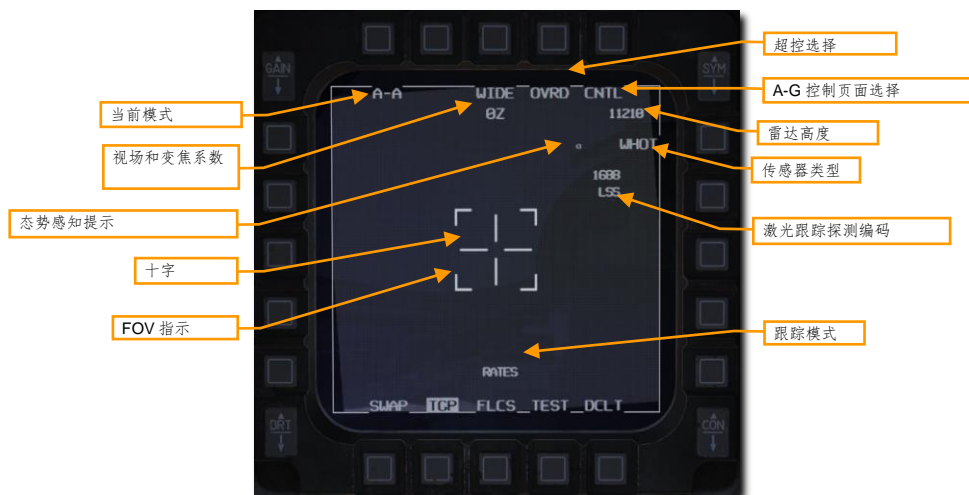 超控选择
GAIN
SYM
A-A WIDE OVRD CNTL
A-G 控制页面选择
当前模式
0Z
11210
雷达高度
视场和变焦系数
WHOT
传感器类型
1688
LSS
态势感知提示
激光跟踪探测编码
十字
FOV 指示
跟踪模式
RATES
SWAP TGP FLCS TEST DCLT
BRT
CON